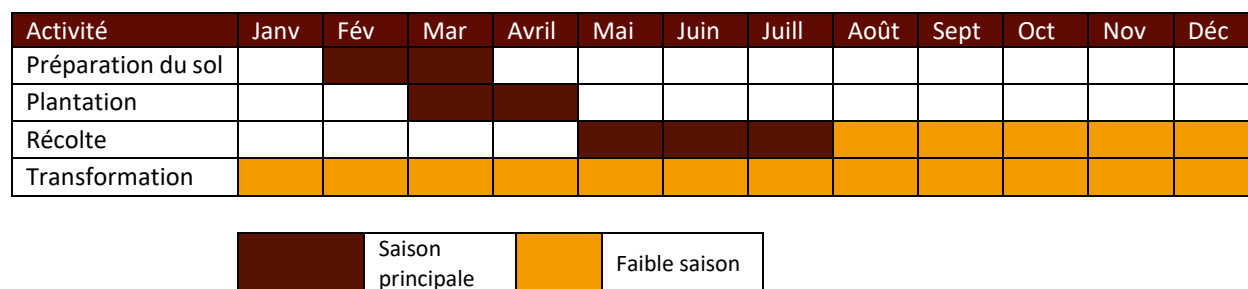 Activité Janv Fév Mar Avril Mai Juin Juill Août Sept Oct Nov Déc
Préparation du sol
Plantation
Récolte
Transformation
Saison
principale
Faible saison